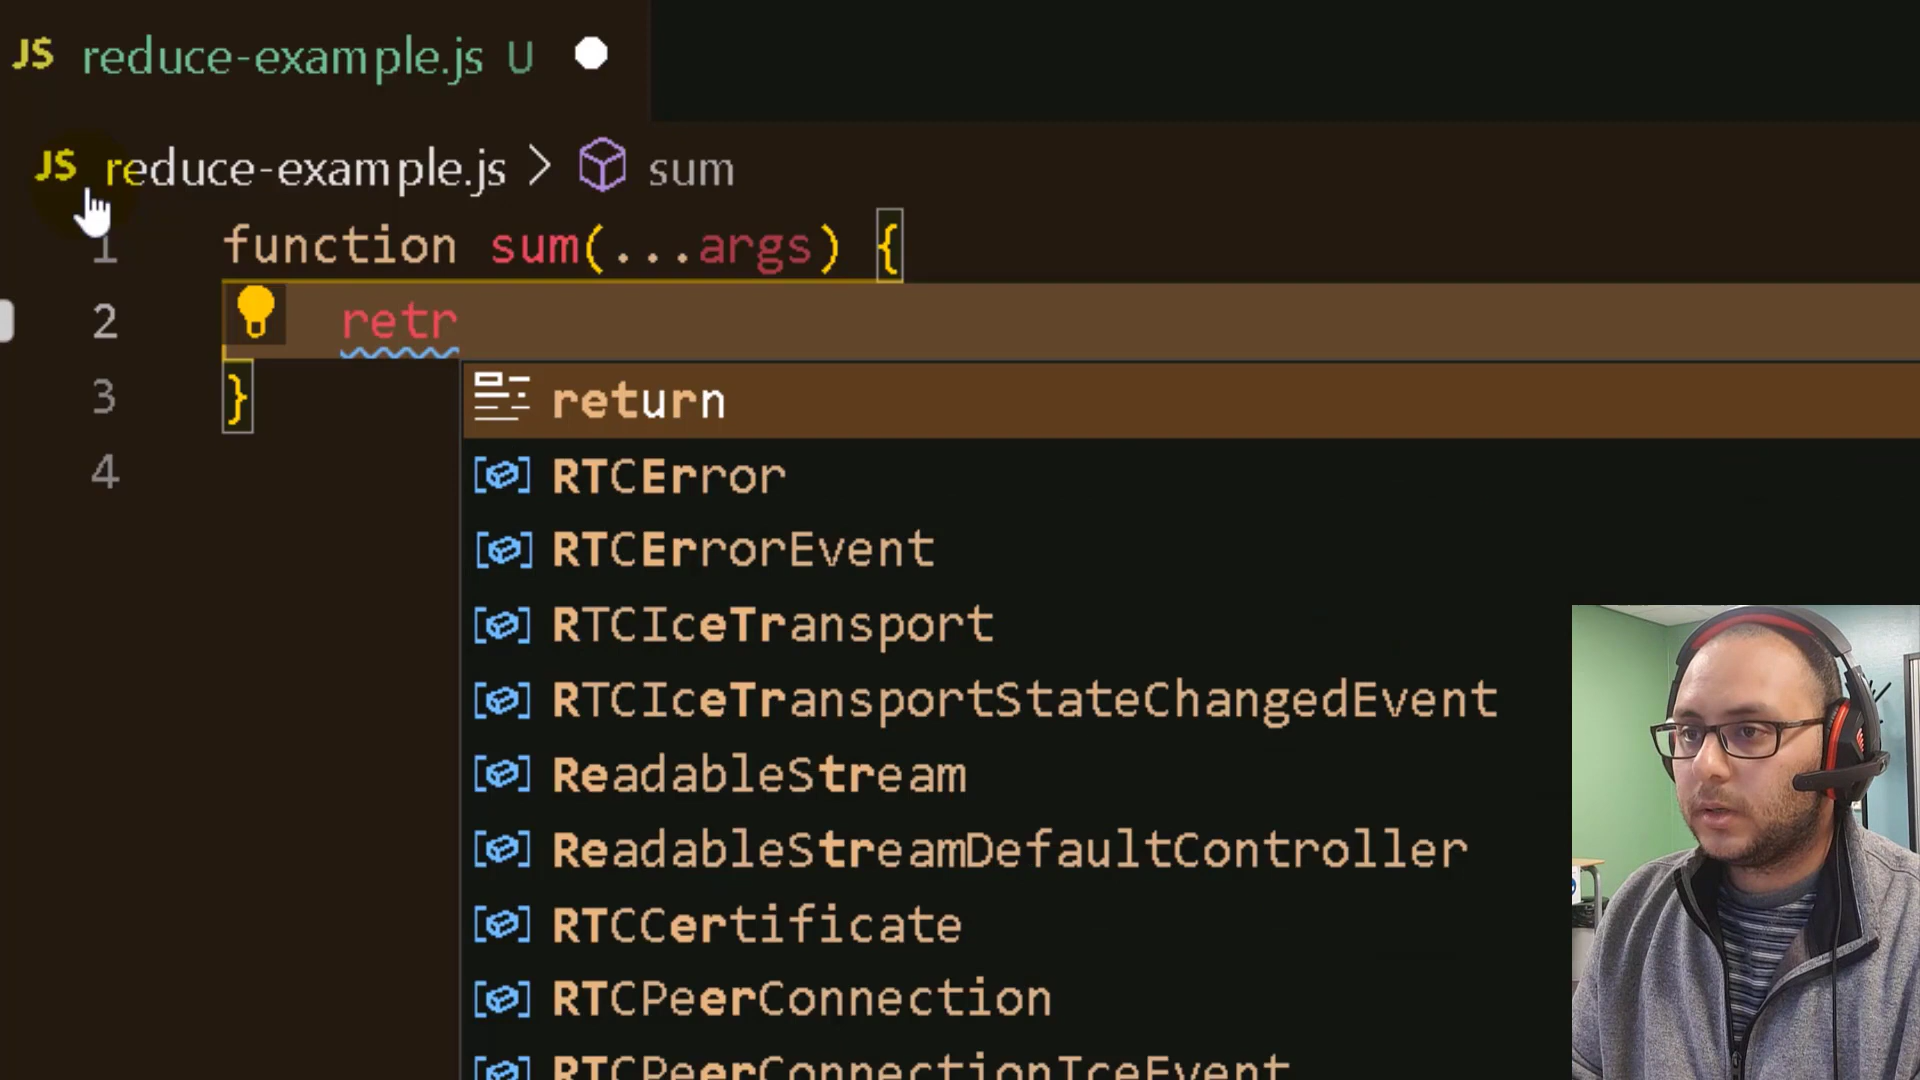 JS reduce-example.js U
JS reduce-example.js > sum
1 function sum(...args) {
2 retr
3 }
4
return
RTCError
RTCErrorEvent
RTCIceTransport
RTCIceTransportStateChangedEvent
ReadableStream
ReadableStreamDefaultController
RTCCertificate
RTCPeerConnection
RTCPeerConnectionIceEvent